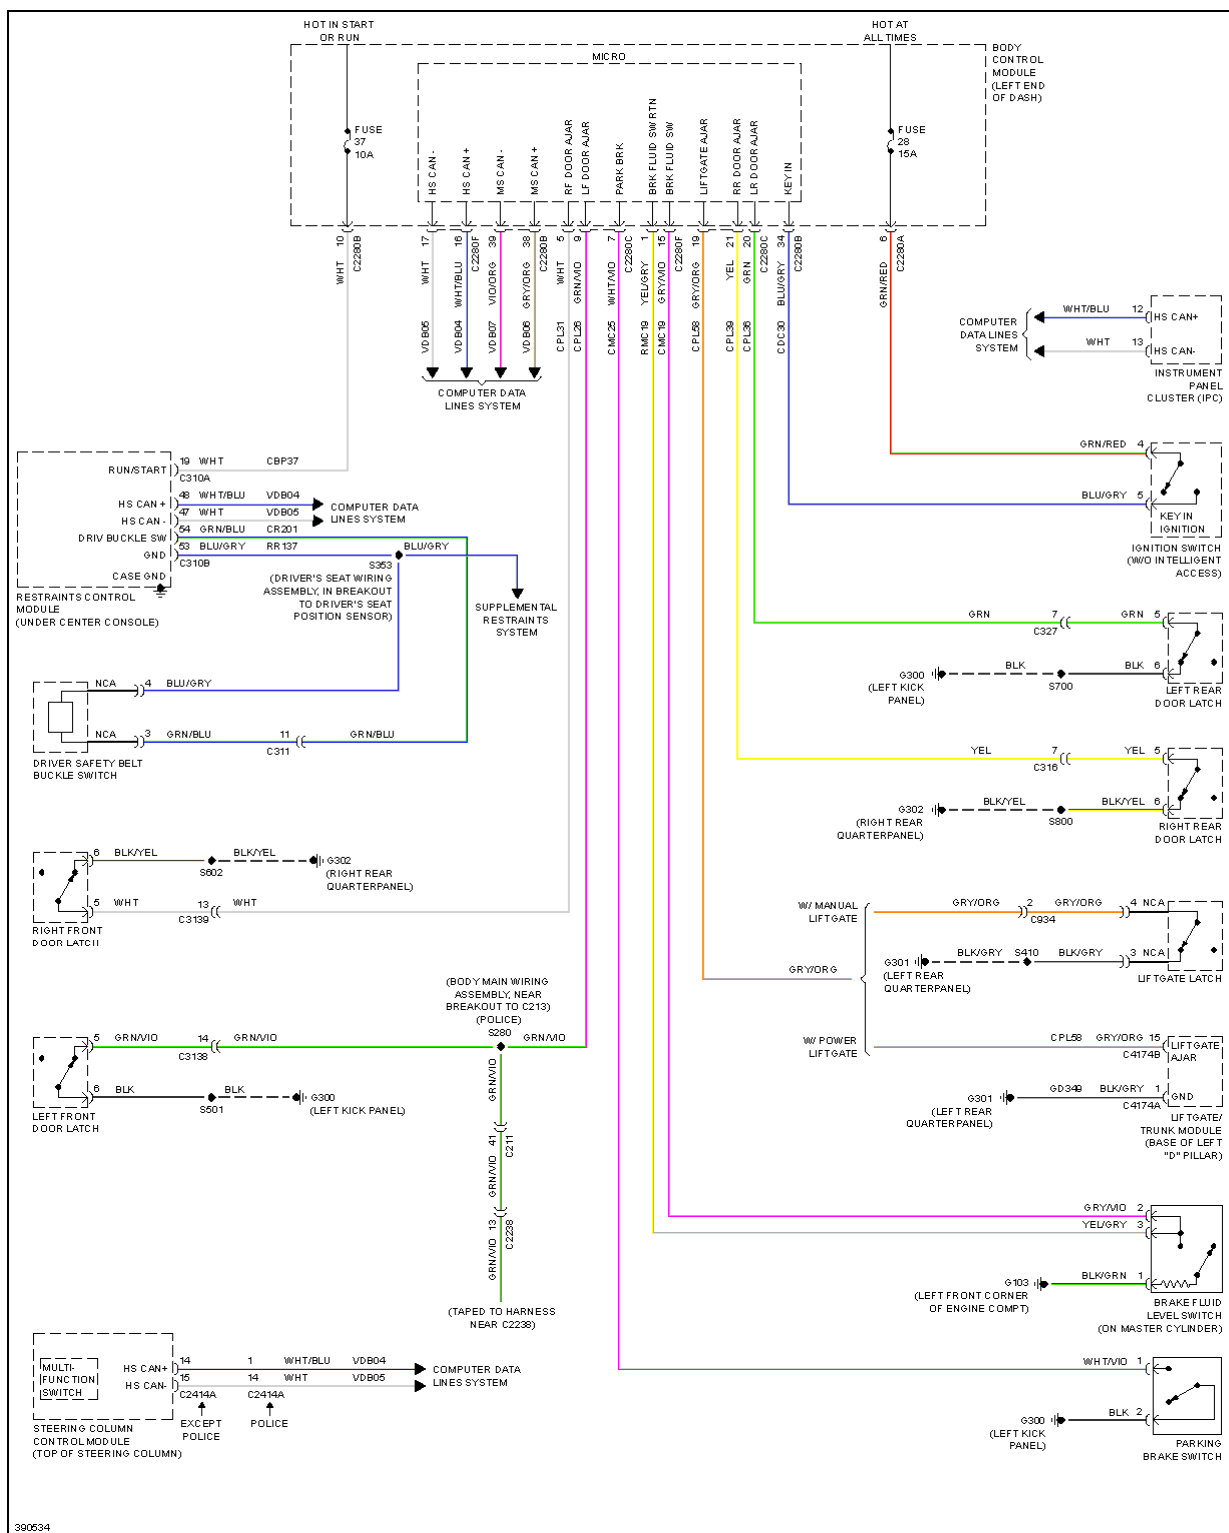 HOT IN START
OR RUN
HOT AT
ALL TIMES
BODY
CONTROL
MODULE
(LEFT END
OF DASH)
MICRO
FUSE
37
10A
FUSE
28
15A
HS CAN -
HS CAN +
MS CAN -
MS CAN +
RF DOOR AJAR
LF DOOR AJAR
PARK BRK
BRK FLUID SW RTN
BRK FLUID SW
LIFTGATE AJAR
RR DOOR AJAR
LR DOOR AJAR
KEY IN
10
C2280B
17
16
C2280F
39
38
C2280B
5
9
7
C2280C
1
15
C2280F
19
21
20
C2280C
34
C2280B
6
C2280A
WHT
WHT
WHT/BLU
VIO/ORG
GRY/ORG
WHT
GRN/VIO
WHT/VIO
YEL/GRY
GRY/VIO
GRY/ORG
YEL
GRN
BLU/GRY
GRN/RED
VDB05
VDB04
VDB07
VDB06
CPL31
CPL26
CMC25
RMC19
CMC19
CPL58
CPL39
CPL36
CDC30
COMPUTER DATA
LINES SYSTEM
COMPUTER
DATA LINES
SYSTEM
WHT/BLU 12
HS CAN+
WHT 13
HS CAN-
INSTRUMENT
PANEL
CLUSTER (IPC)
GRN/RED 4
BLU/GRY 5
KEY IN
IGNITION
IGNITION SWITCH
(W/O INTELLIGENT
ACCESS)
RUN/START
19 WHT CBP37
C310A
HS CAN +
48 WHT/BLU VDB04
HS CAN -
47 WHT VDB05
COMPUTER DATA
LINES SYSTEM
DRIV BUCKLE SW
54 GRN/BLU CR201
GND
53 BLU/GRY RR137
C310B
CASE GND
RESTRAINTS CONTROL
MODULE
(UNDER CENTER CONSOLE)
BLU/GRY
S353
(DRIVER'S SEAT WIRING
ASSEMBLY, IN BREAKOUT
TO DRIVER'S SEAT
POSITION SENSOR)
SUPPLEMENTAL
RESTRAINTS
SYSTEM
NCA 4 BLU/GRY
NCA 3 GRN/BLU 11 GRN/BLU
C311
DRIVER SAFETY BELT
BUCKLE SWITCH
GRN 7 GRN 5
C327
BLK BLK 6
G300
(LEFT KICK
PANEL)
S700
LEFT REAR
DOOR LATCH
YEL 7 YEL 5
C316
BLK/YEL BLK/YEL 6
G302
(RIGHT REAR
QUARTERPANEL)
S800
RIGHT REAR
DOOR LATCH
6 BLK/YEL BLK/YEL
S602
G302
(RIGHT REAR
QUARTERPANEL)
5 WHT 13 WHT
C3139
RIGHT FRONT
DOOR LATCII
W/ MANUAL
LIFTGATE
GRY/ORG 2 GRY/ORG 4 NCA
C934
GRY/ORG
BLK/GRY S410 BLK/GRY 3 NCA
G301
(LEFT REAR
QUARTERPANEL)
LIFTGATE LATCH
(BODY MAIN WIRING
ASSEMBLY, NEAR
BREAKOUT TO C213)
(POLICE)
S280
GRN/VIO
5 GRN/VIO 14 GRN/VIO
C3138
6 BLK BLK
S501
G300
(LEFT KICK PANEL)
LEFT FRONT
DOOR LATCH
GRN/VIO
41
C211
GRN/VIO
13
C2238
GRN/VIO
(TAPED TO HARNESS
NEAR C2238)
W/ POWER
LIFTGATE
CPL58 GRY/ORG 15
C4174B
LIFTGATE
AJAR
GD349 BLK/GRY 1
C4174A
GND
G301
(LEFT REAR
QUARTERPANEL)
LIFTGATE/
TRUNK MODULE
(BASE OF LEFT
"D" PILLAR)
GRY/VIO 2
YEL/GRY 3
BLK/GRN 1
G103
(LEFT FRONT CORNER
OF ENGINE COMPT)
BRAKE FLUID
LEVEL SWITCH
(ON MASTER CYLINDER)
MULTI-
FUNCTION
SWITCH
HS CAN+
14 1 WHT/BLU VDB04
HS CAN-
15 14 WHT VDB05
C2414A C2414A
COMPUTER DATA
LINES SYSTEM
EXCEPT
POLICE
POLICE
STEERING COLUMN
CONTROL MODULE
(TOP OF STEERING COLUMN)
WHT/VIO 1
BLK 2
G300
(LEFT KICK
PANEL)
PARKING
BRAKE SWITCH
390534